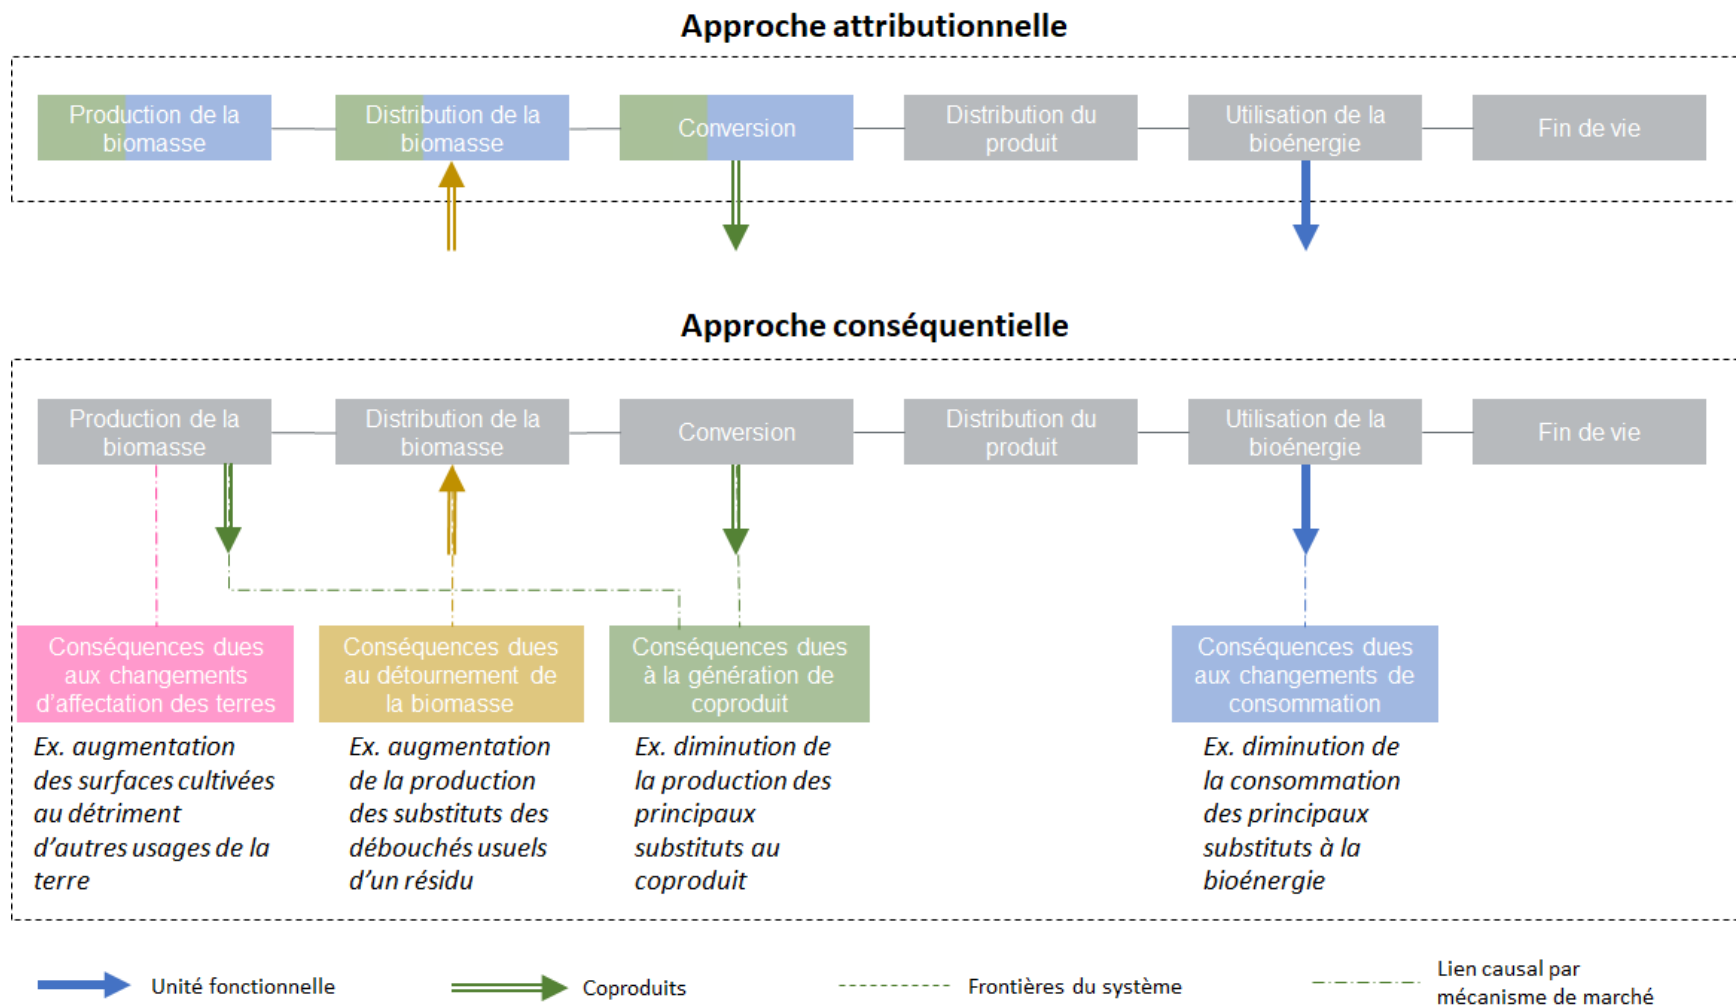 Approche attributionnelle
Production de la
biomasse
Distribution de la
biomasse
Conversion
Distribution du
produit
Utilisation de la
bioénergie
Fin de vie
Approche conséquentielle
Production de la
biomasse
Distribution de la
biomasse
Conversion
Distribution du
produit
Utilisation de la
bioénergie
Fin de vie
Conséquences dues
aux changements
d’affectation des terres
Conséquences dues
au détournement de
la biomasse
Conséquences dues
à la génération de
coproduit
Conséquences dues
aux changements de
consommation
Ex. augmentation
des surfaces cultivées
au détriment
d’autres usages de la
terre
Ex. augmentation
de la production
des substituts des
débouchés usuels
d’un résidu
Ex. diminution de
la production des
principaux
substituts au
coproduit
Ex. diminution de
la consommation
des principaux
substituts à la
bioénergie
Unité fonctionnelle
Coproduits
Frontières du système
Lien causal par
mécanisme de marché